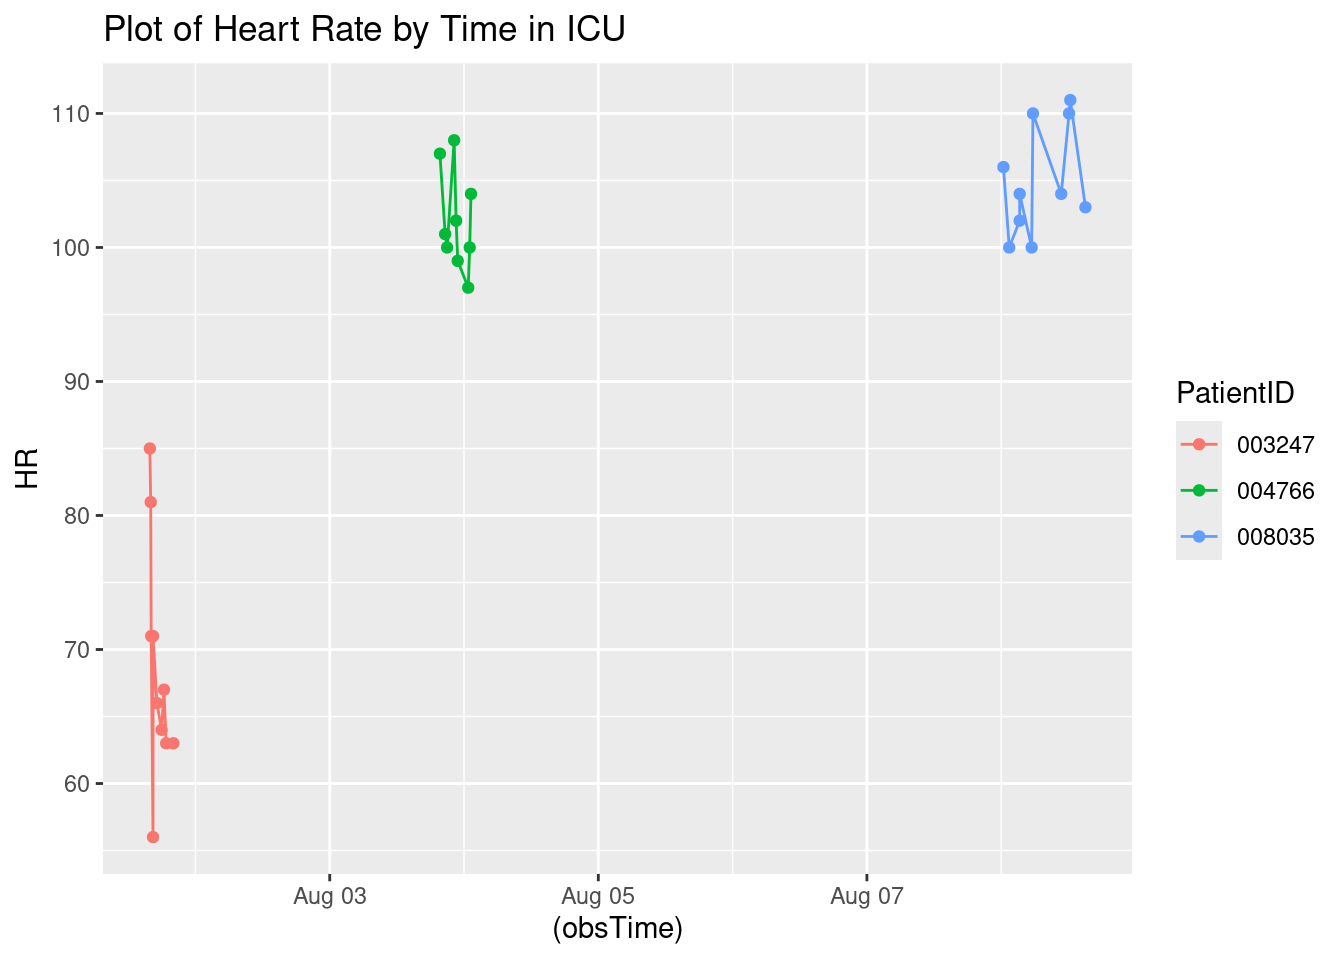 Plot of Heart Rate by Time in ICU
110
100
90
80
70
60
HR
Aug 03
Aug 05
Aug 07
(obsTime)
PatientID
003247
004766
008035